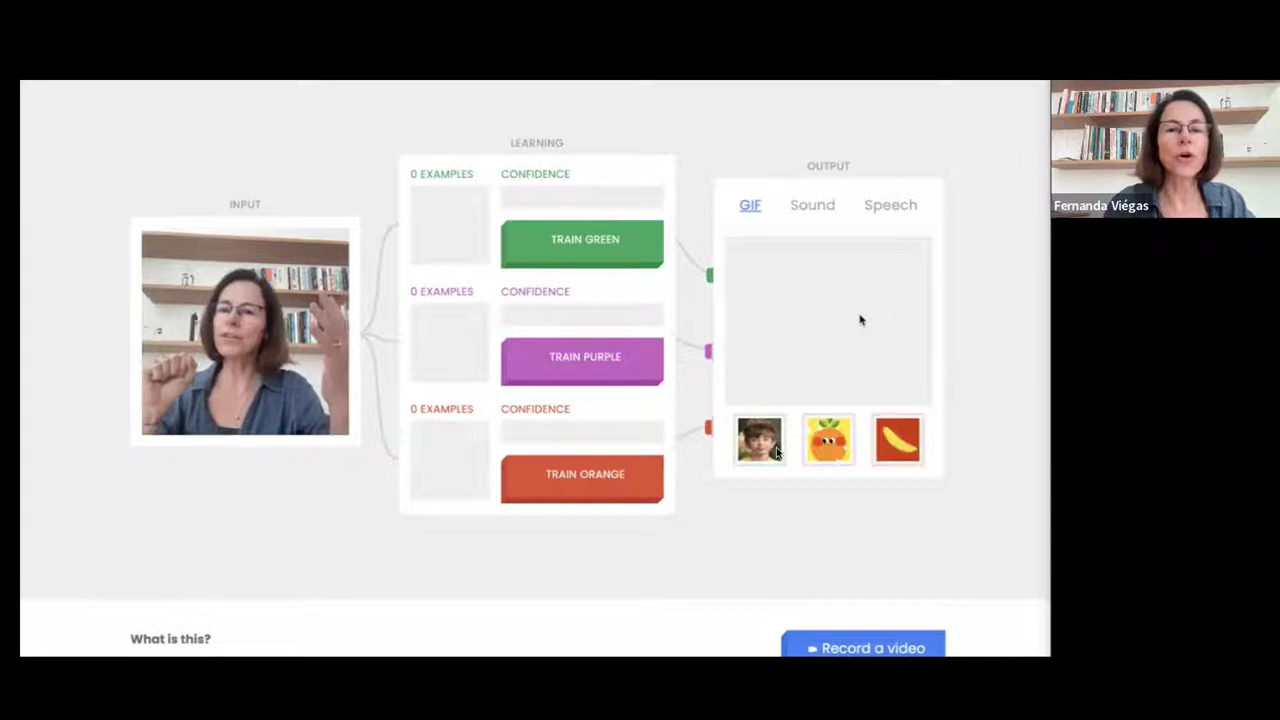 INPUT
LEARNING
0 EXAMPLES CONFIDENCE
TRAIN GREEN
0 EXAMPLES CONFIDENCE
TRAIN PURPLE
0 EXAMPLES CONFIDENCE
TRAIN ORANGE
OUTPUT
GIF Sound Speech
What is this?
Record a video
Fernanda Viégas